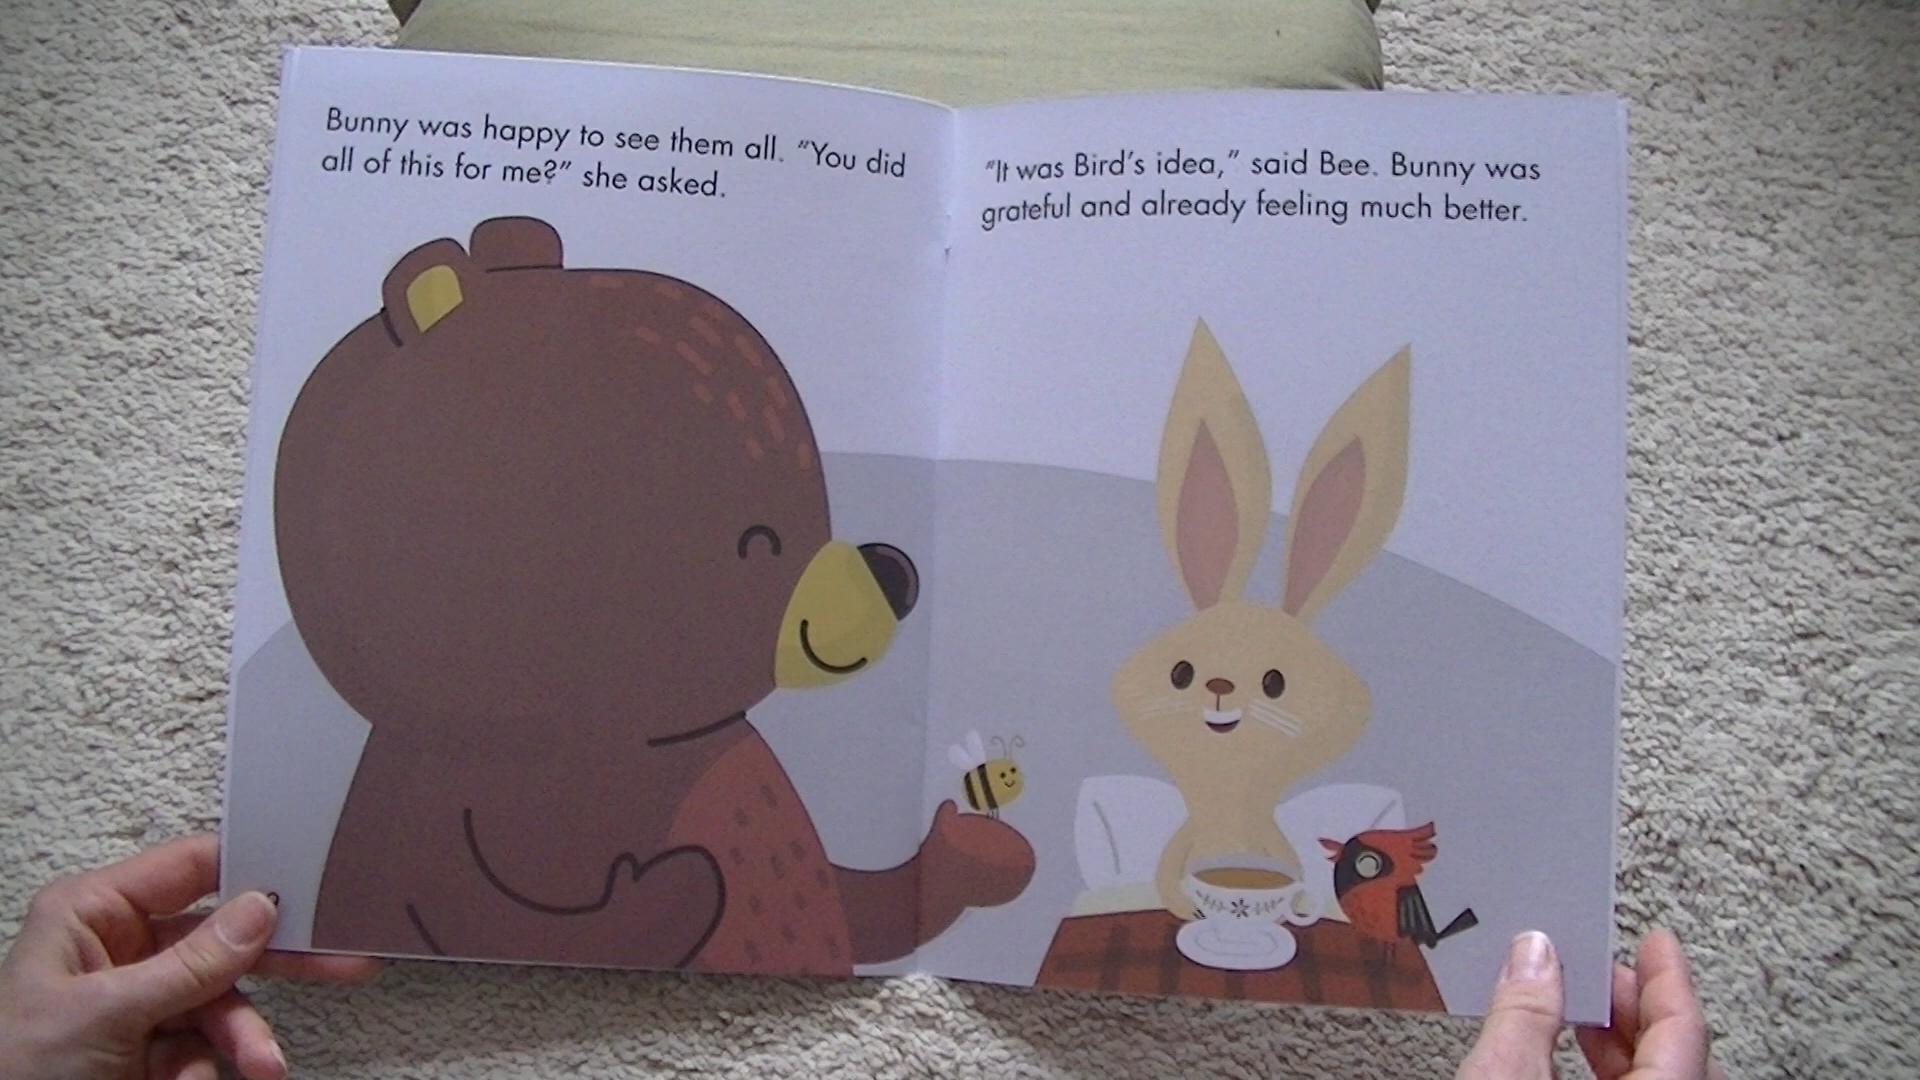 Bunny was happy to see them all. "You did
all of this for me?" she asked.
"It was Bird's idea," said Bee. Bunny was
grateful and already feeling much better.